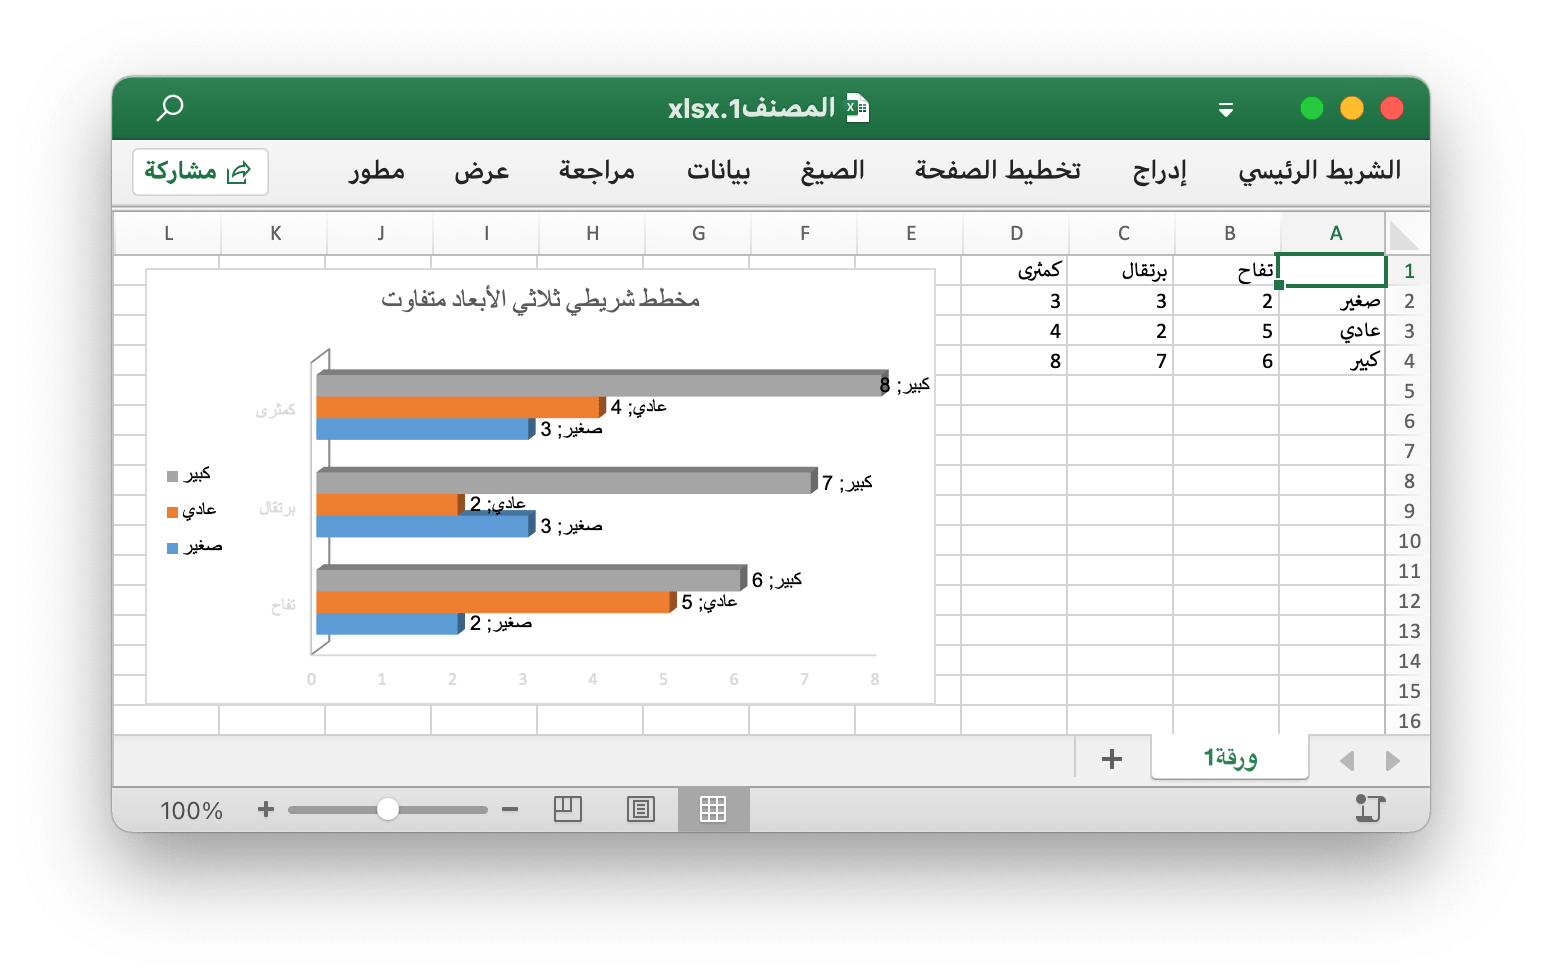 المصنف1.xlsx
الشريط الرئيسي إدراج تخطيط الصفحة الصيغ بيانات مراجعة عرض مطور مشاركة
A B C D E F G H I J K L
1 تفاح برتقال كمثرى
2 صغير 2 3 3
3 عادي 5 2 4
4 كبير 6 7 8
5
6
7
8
9
10
11
12
13
14
15
16
مخطط شريطي ثلاثي الأبعاد متفاوت
كمثرى
كبير; 8
عادي; 4
صغير; 3
برتقال
كبير; 7
عادي; 2
صغير; 3
تفاح
كبير; 6
عادي; 5
صغير; 2
0 1 2 3 4 5 6 7 8
كبير
عادي
صغير
ورقة1
100%